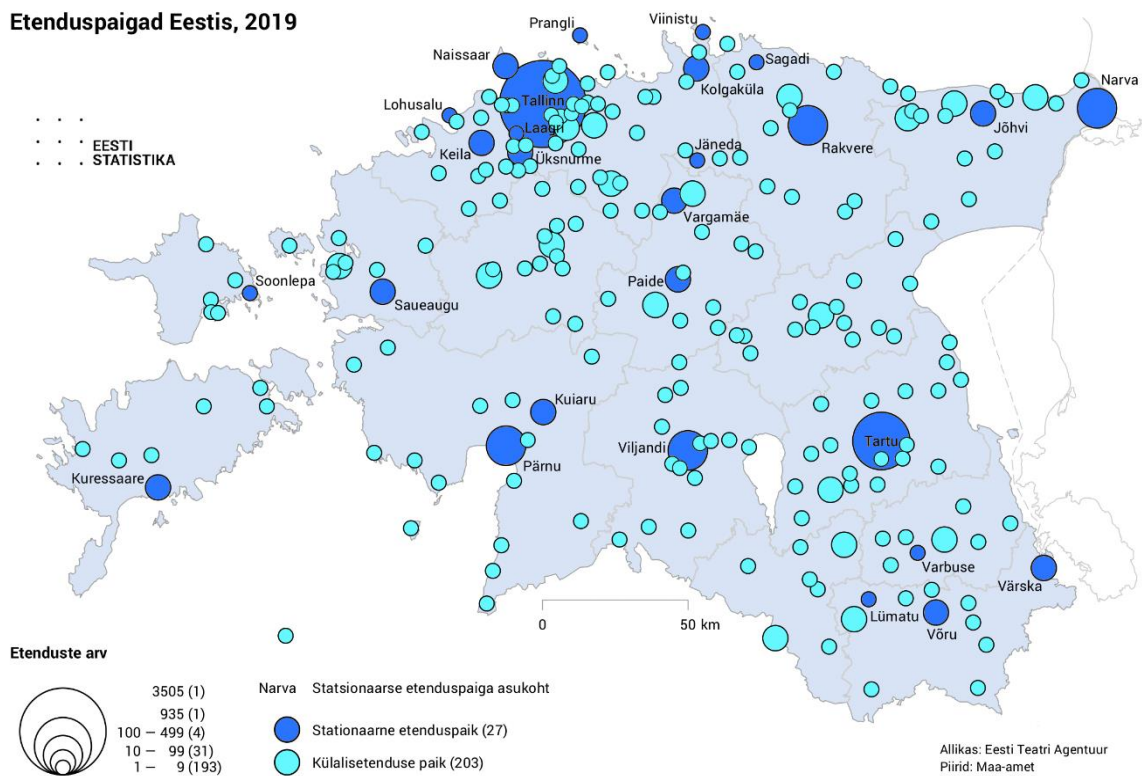 Etenduspaigad Eestis, 2019
EESTI
STATISTIKA
Prangli
Viinistu
Naissaar
Sagadi
Kolgaküla
Narva
Lohusalu
Tallinn
Laagri
Keila
Üksnurme
Jäneda
Rakvere
Jõhvi
Vargamäe
Soonlepa
Saueaugu
Paide
Kuiaru
Pärnu
Viljandi
Tartu
Kuressaare
Varbuse
Värska
Lümatu
Võru
0 50 km
Etenduste arv
3505 (1)
935 (1)
100 — 499 (4)
10 — 99 (31)
1 — 9 (193)
Narva Statsionaarse etenduspaiga asukoht
Stationaarne etenduspaik (27)
Külalisetenduse paik (203)
Allikas: Eesti Teatri Agentuur
Piirid: Maa-amet